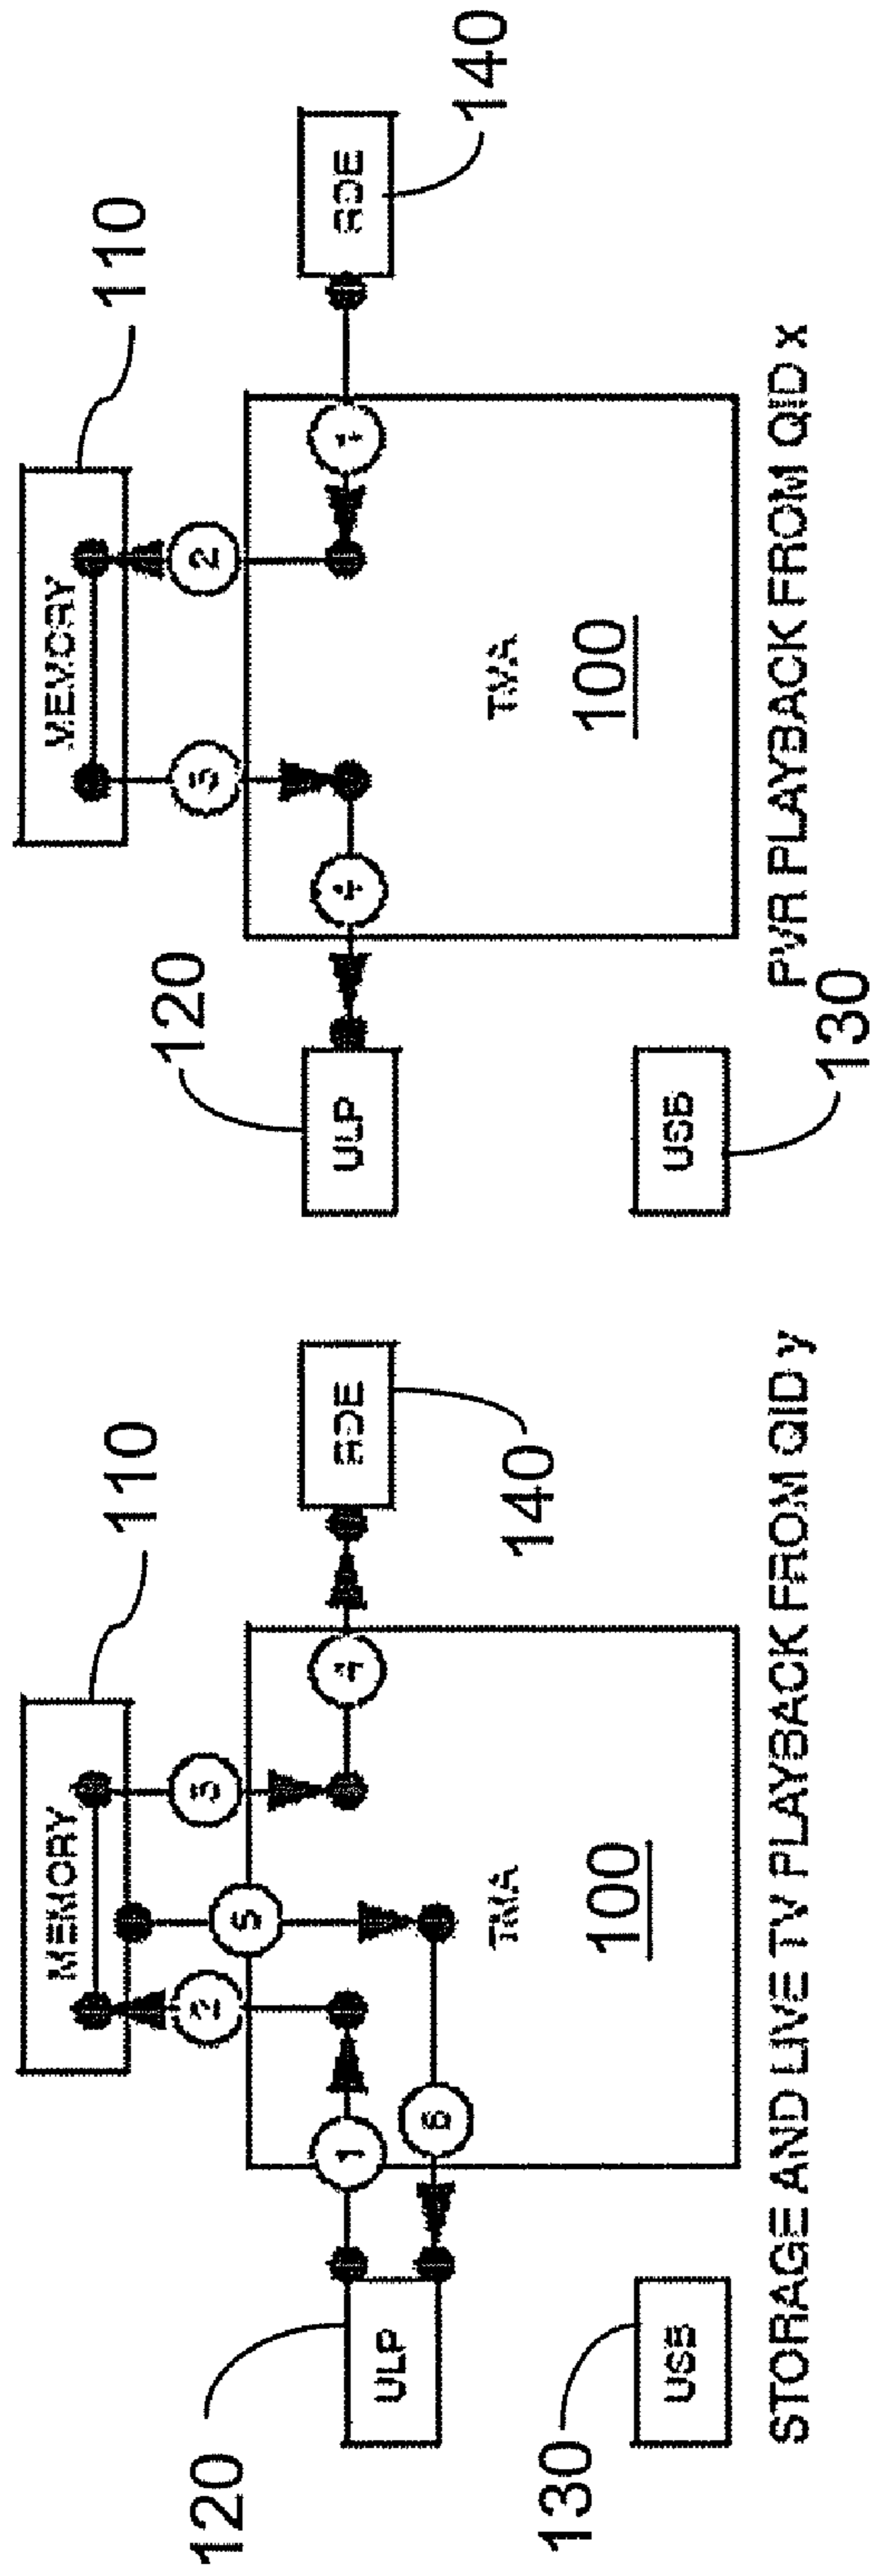 110
MEMORY
120
2
5
3
ULP
1
4
RDE
6
140
TMA
130
100
USB
STORAGE AND LIVE TV PLAYBACK FROM QID y
110
MEMORY
140
120
3
2
ULP
4
1
RDE
TMA
100
USB
130
PVR PLAYBACK FROM QID x